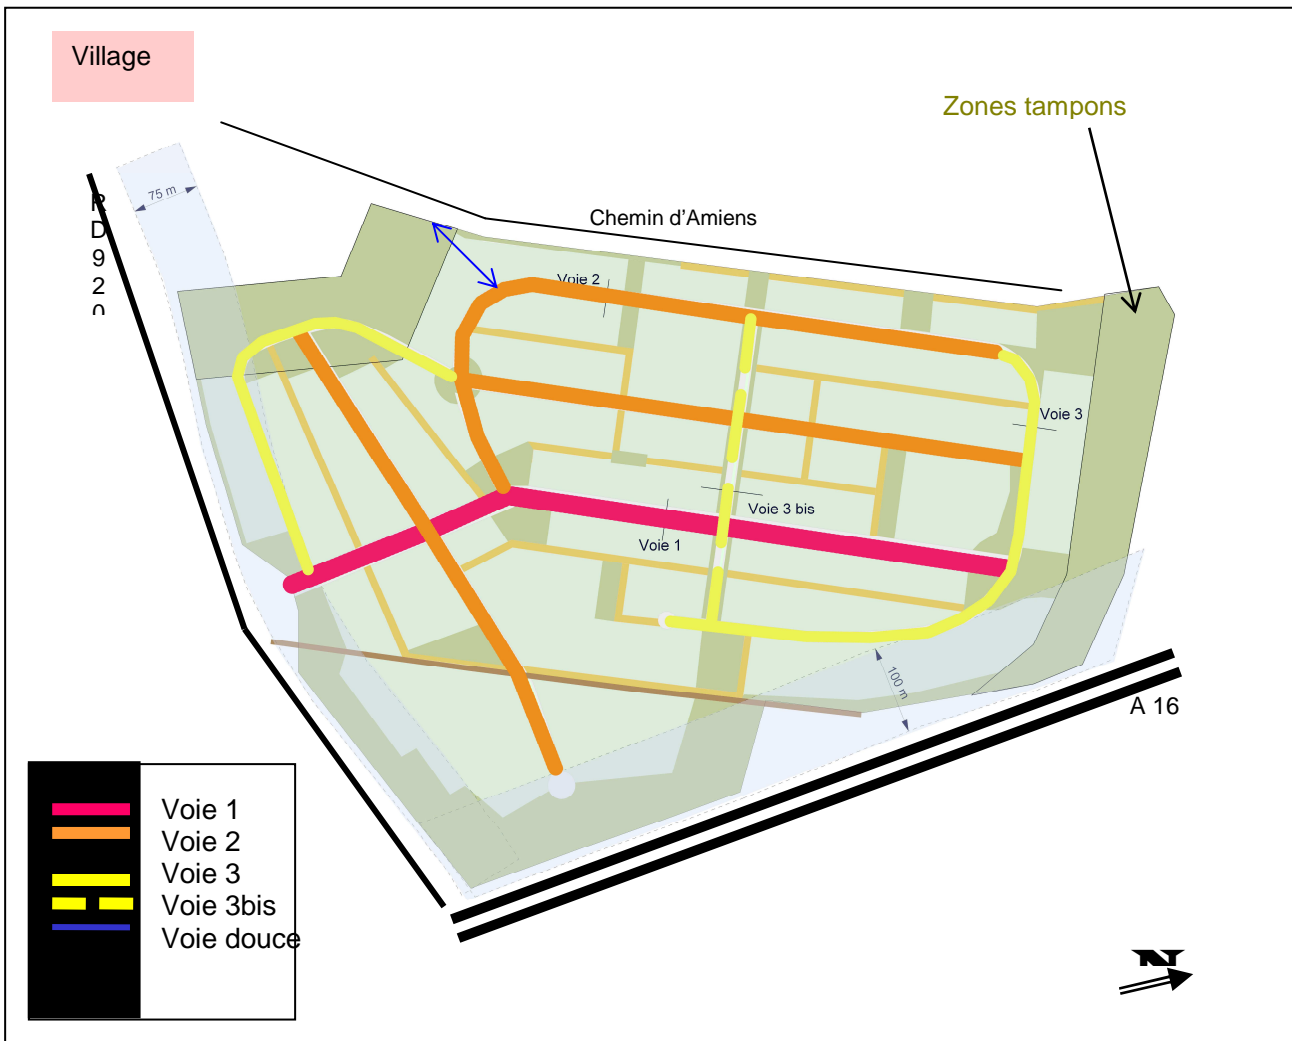 Village
Zones tampons
75 m
R
D
9
2
0
Chemin d'Amiens
Voie 2
Voie 3
Voie 3 bis
Voie 1
100 m
A 16
Voie 1
Voie 2
Voie 3
Voie 3bis
Voie douce
N